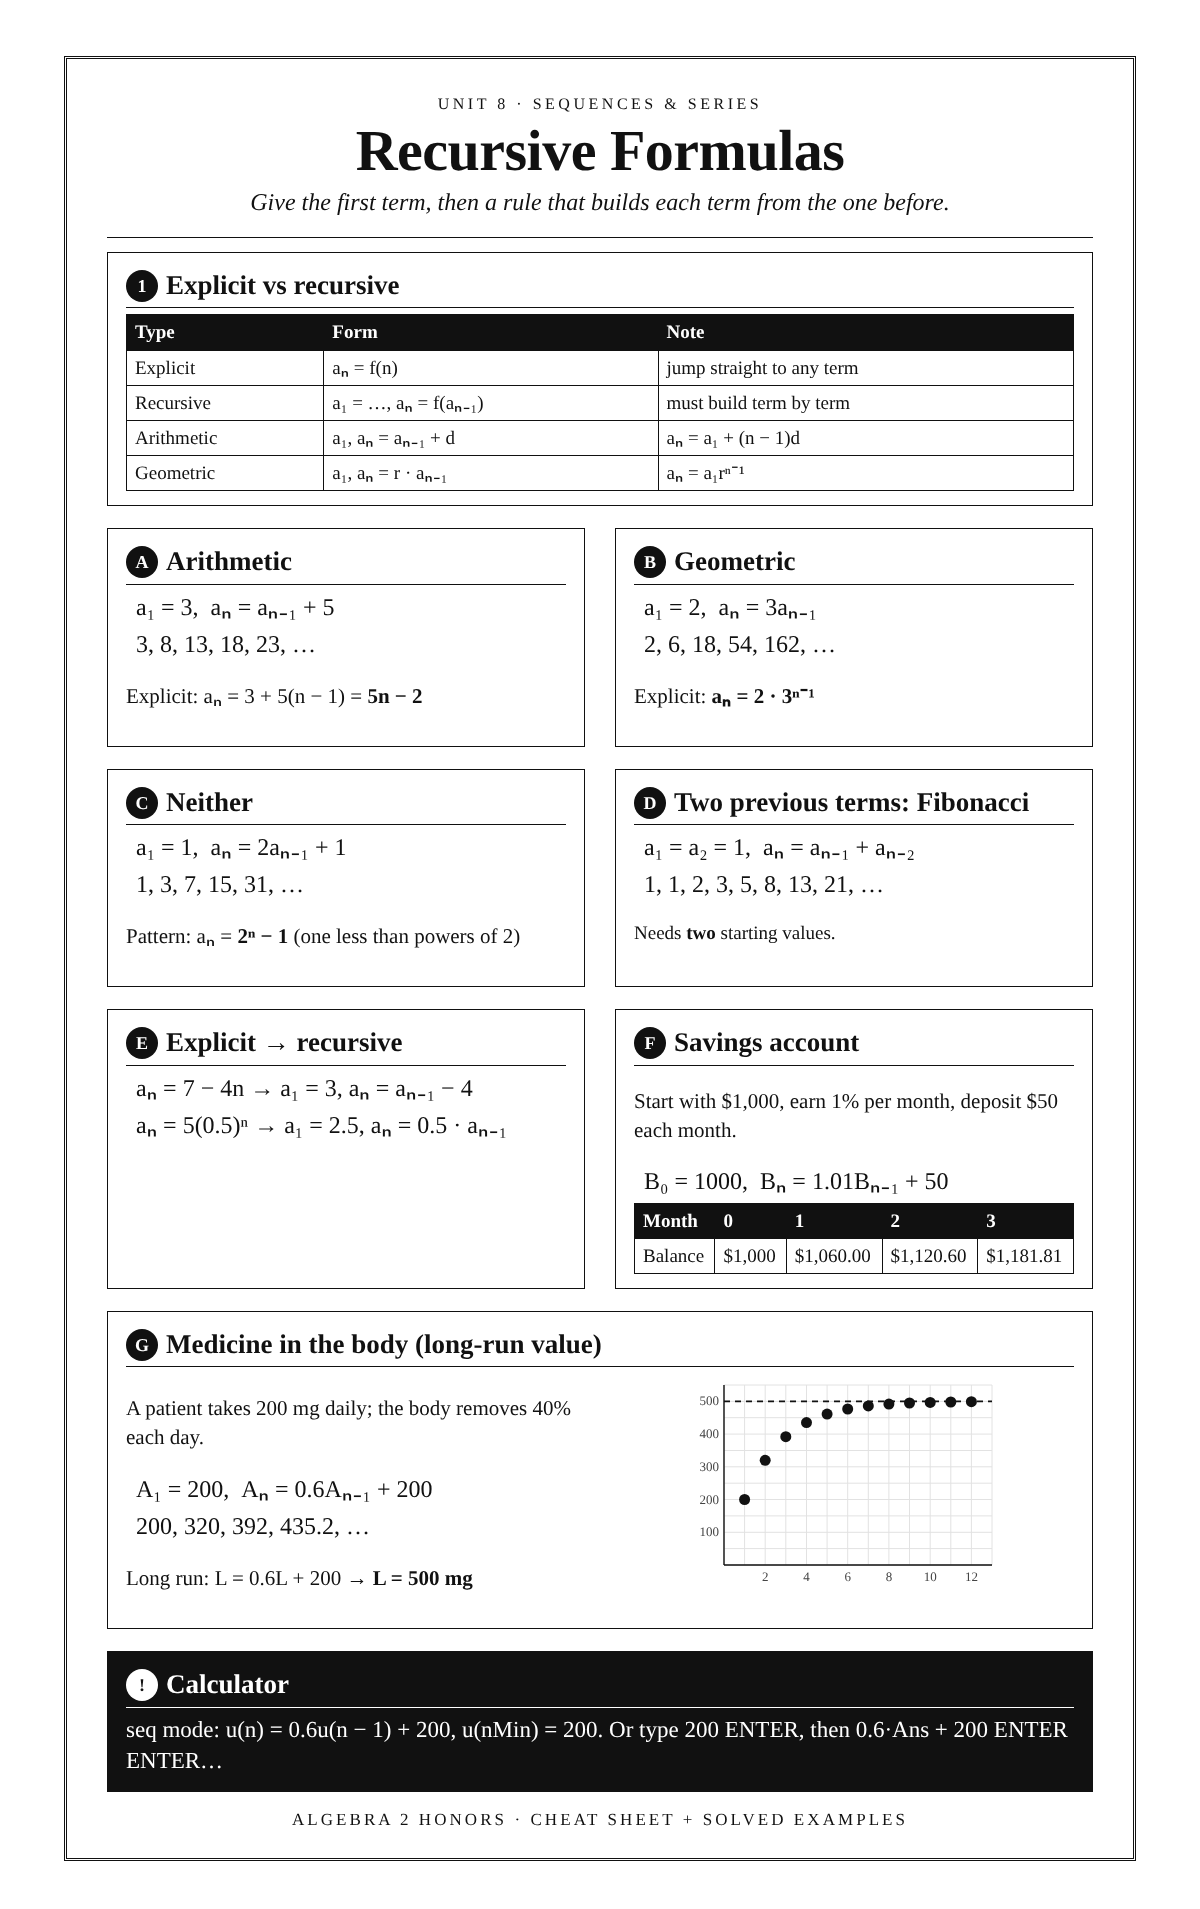 UNIT 8 · SEQUENCES & SERIES
Recursive Formulas
Give the first term, then a rule that builds each term from the one before.
1 Explicit vs recursive
Type Form Note
Explicit aₙ = f(n) jump straight to any term
Recursive a₁ = …, aₙ = f(aₙ₋₁) must build term by term
Arithmetic a₁, aₙ = aₙ₋₁ + d aₙ = a₁ + (n − 1)d
Geometric a₁, aₙ = r · aₙ₋₁ aₙ = a₁rⁿ⁻¹
A Arithmetic
a₁ = 3, aₙ = aₙ₋₁ + 5
3, 8, 13, 18, 23, …
Explicit: aₙ = 3 + 5(n − 1) = 5n − 2
B Geometric
a₁ = 2, aₙ = 3aₙ₋₁
2, 6, 18, 54, 162, …
Explicit: aₙ = 2 · 3ⁿ⁻¹
C Neither
a₁ = 1, aₙ = 2aₙ₋₁ + 1
1, 3, 7, 15, 31, …
Pattern: aₙ = 2ⁿ − 1 (one less than powers of 2)
D Two previous terms: Fibonacci
a₁ = a₂ = 1, aₙ = aₙ₋₁ + aₙ₋₂
1, 1, 2, 3, 5, 8, 13, 21, …
Needs two starting values.
E Explicit → recursive
aₙ = 7 − 4n → a₁ = 3, aₙ = aₙ₋₁ − 4
aₙ = 5(0.5)ⁿ → a₁ = 2.5, aₙ = 0.5 · aₙ₋₁
F Savings account
Start with $1,000, earn 1% per month, deposit $50
each month.
B₀ = 1000, Bₙ = 1.01Bₙ₋₁ + 50
Month 0 1 2 3
Balance $1,000 $1,060.00 $1,120.60 $1,181.81
G Medicine in the body (long-run value)
A patient takes 200 mg daily; the body removes 40%
each day.
A₁ = 200, Aₙ = 0.6Aₙ₋₁ + 200
200, 320, 392, 435.2, …
Long run: L = 0.6L + 200 → L = 500 mg
500
400
300
200
100
2 4 6 8 10 12
! Calculator
seq mode: u(n) = 0.6u(n − 1) + 200, u(nMin) = 200. Or type 200 ENTER, then 0.6·Ans + 200 ENTER
ENTER…
ALGEBRA 2 HONORS · CHEAT SHEET + SOLVED EXAMPLES